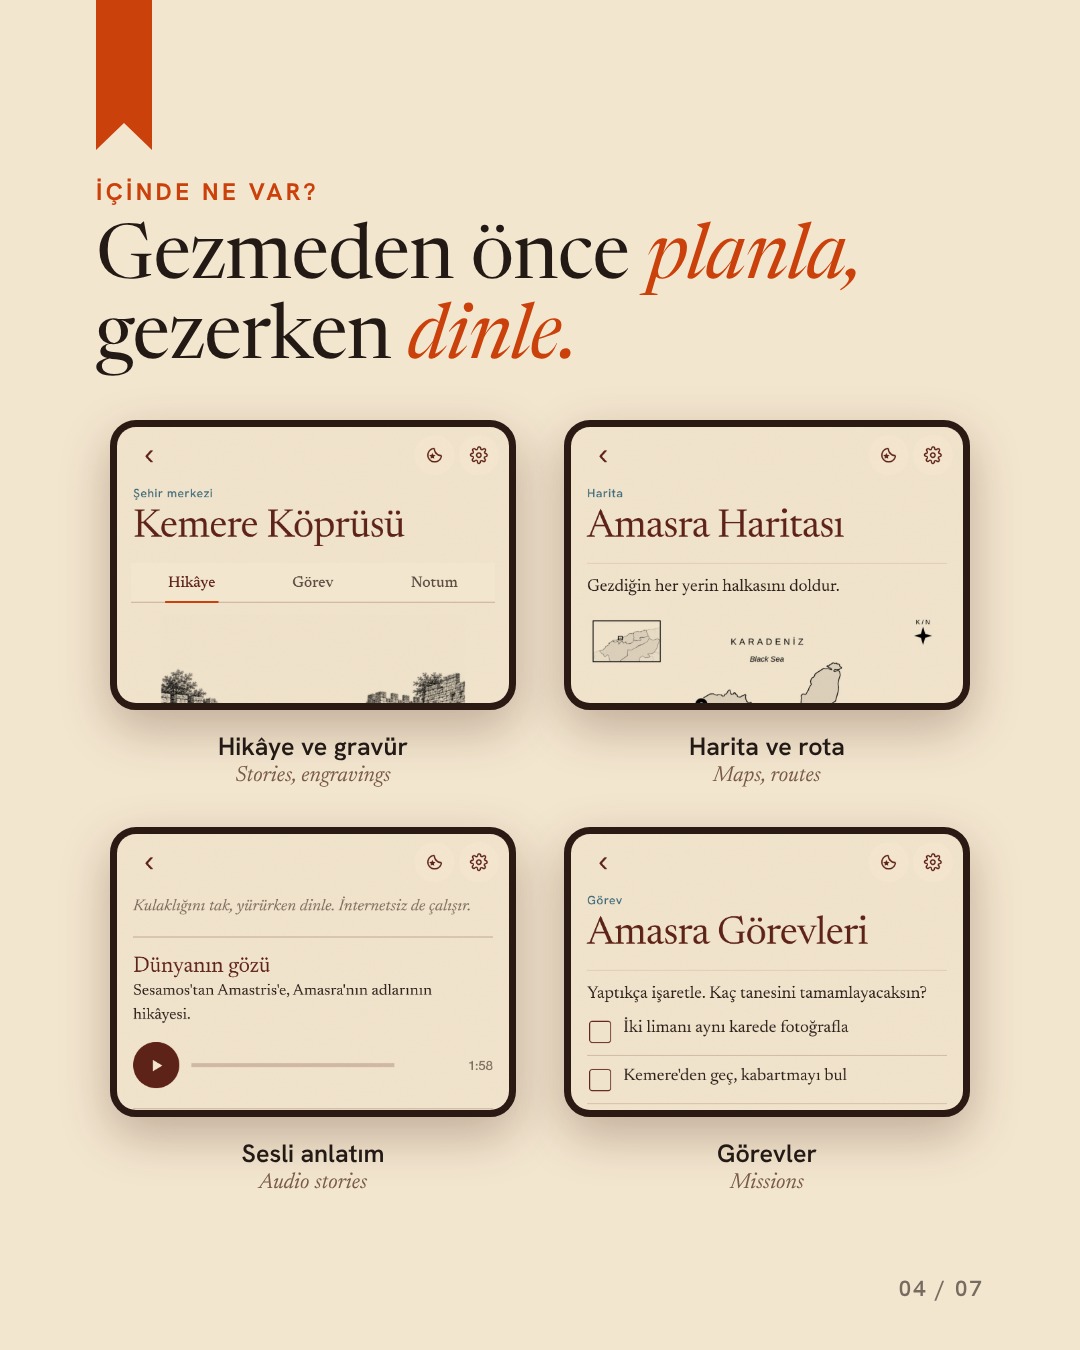 İÇİNDE NE VAR?
Gezmeden önce planla,
gezerken dinle.
Şehir merkezi
Kemere Köprüsü
Hikâye Görev Notum
Hikâye ve gravür
Stories, engravings
Harita
Amasra Haritası
Gezdiğin her yerin halkasını doldur.
K/N
KARADENİZ
Black Sea
Harita ve rota
Maps, routes
Kulaklığını tak, yürürken dinle. İnternetsiz de çalışır.
Dünyanın gözü
Sesamos'tan Amastris'e, Amasra'nın adlarının
hikâyesi.
1:58
Sesli anlatım
Audio stories
Görev
Amasra Görevleri
Yaptıkça işaretle. Kaç tanesini tamamlayacaksın?
İki limanı aynı karede fotoğrafla
Kemere'den geç, kabartmayı bul
Görevler
Missions
04 / 07